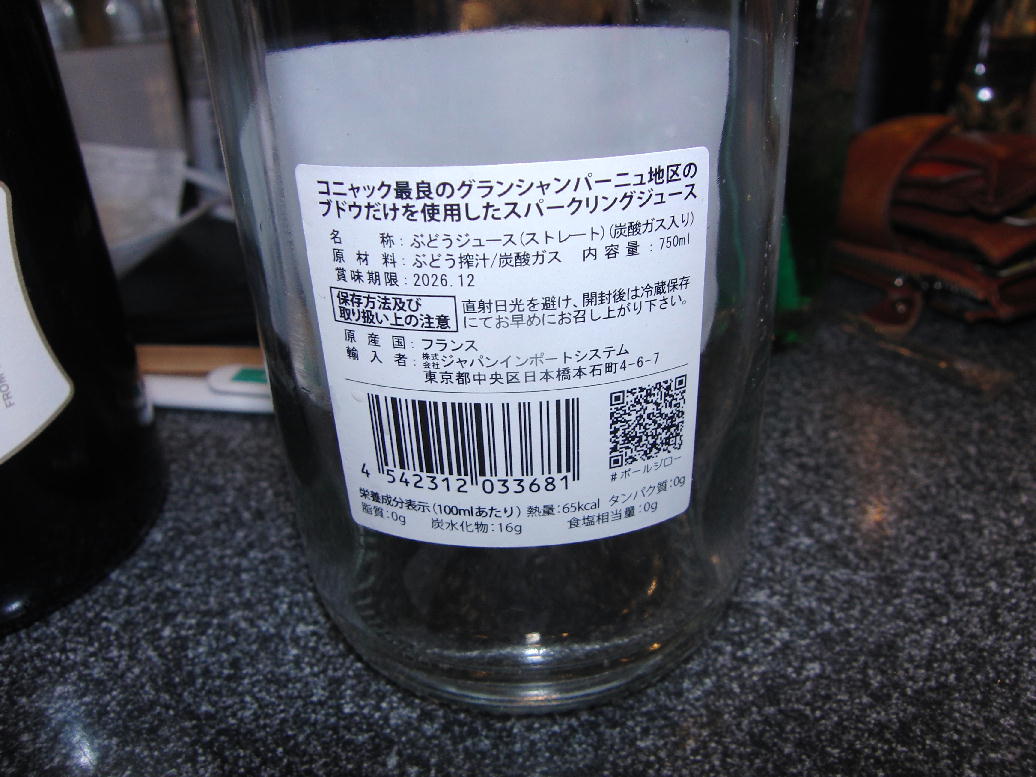 コニャック最良のグランシャンパーニュ地区の
ブドウだけを使用したスパークリングジュース
名称:ぶどうジュース(ストレート)(炭酸ガス入り)
原材料:ぶどう搾汁/炭酸ガス 内容量:750ml
賞味期限:2026.12
保存方法及び取り扱い上の注意
直射日光を避け、開封後は冷蔵保存
にてお早めにお召し上がり下さい。
原産国:フランス
輸入者:株式会社ジャパンインポートシステム
東京都中央区日本橋本石町4-6-7
4 542312 033681
#ポールジロー
栄養成分表示(100mlあたり) 熱量:65kcal タンパク質:0g
脂質:0g 炭水化物:16g 食塩相当量:0g
FROM